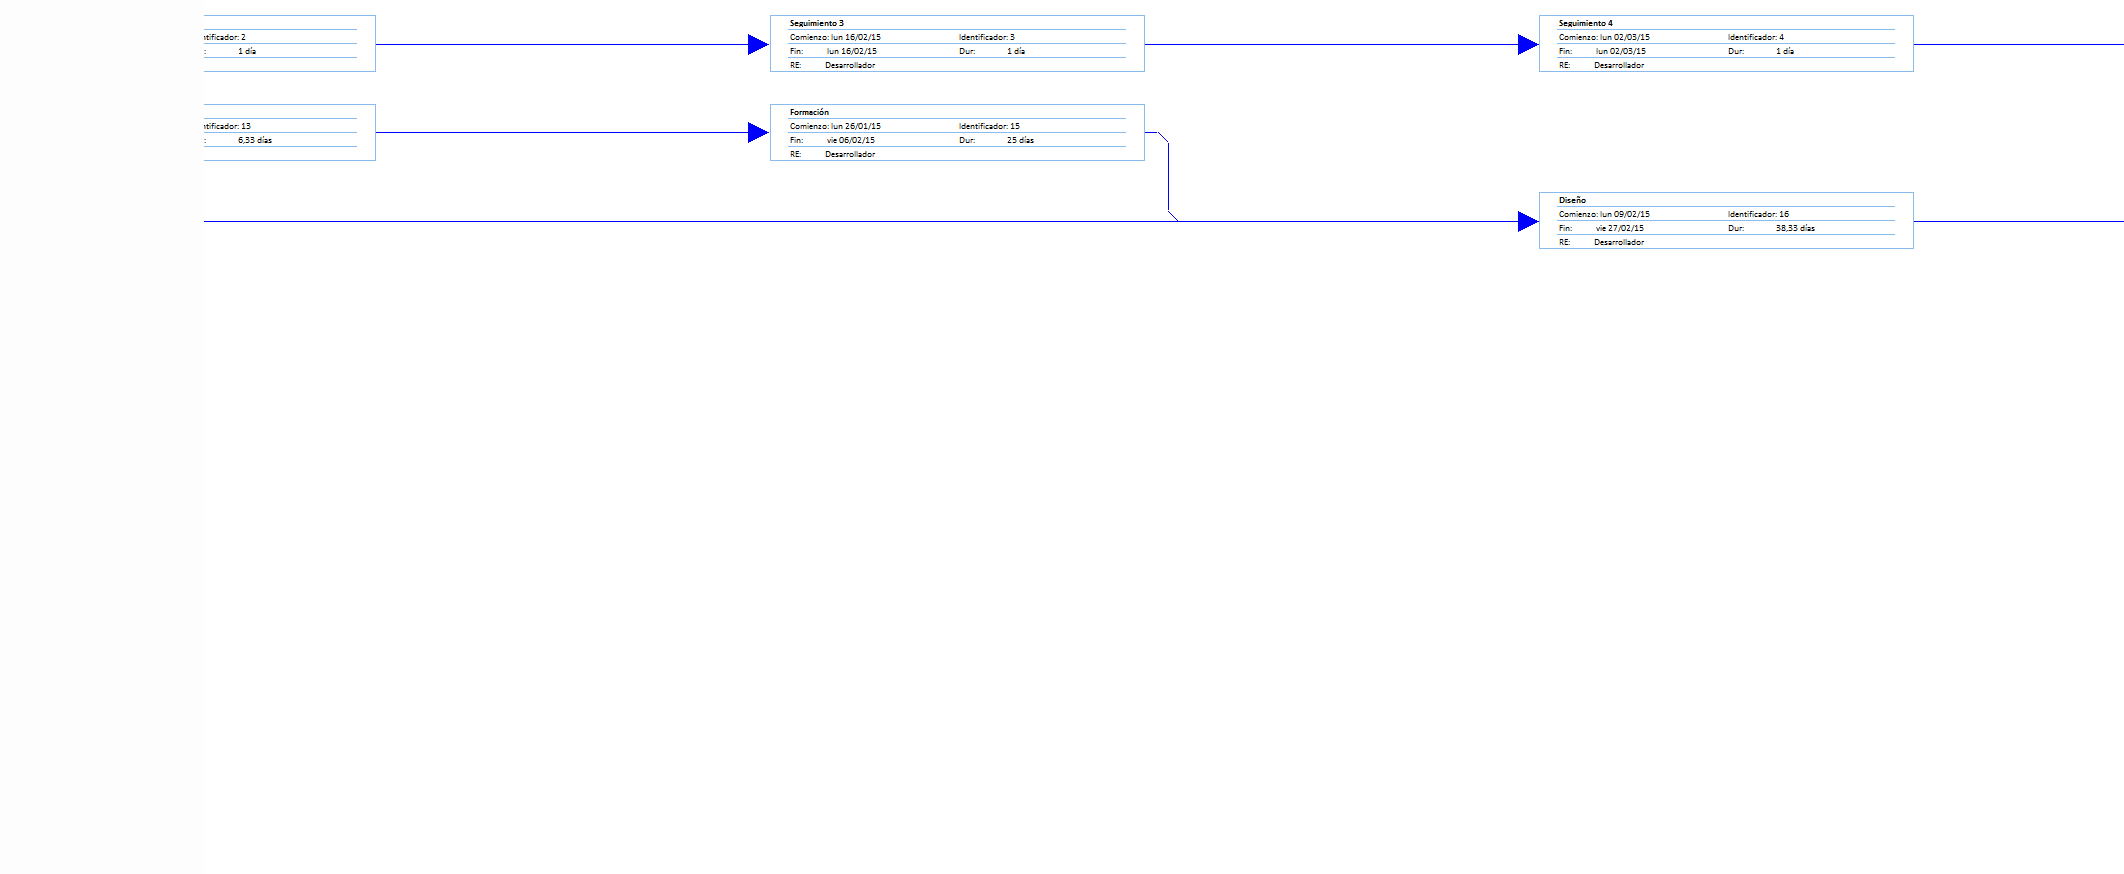 tificador: 2
: 1 día
Seguimiento 3
Comienzo: lun 16/02/15 Identificador: 3
Fin: lun 16/02/15 Dur: 1 día
RE: Desarrollador
Seguimiento 4
Comienzo: lun 02/03/15 Identificador: 4
Fin: lun 02/03/15 Dur: 1 día
RE: Desarrollador
tificador: 13
: 6,33 días
Formación
Comienzo: lun 26/01/15 Identificador: 15
Fin: vie 06/02/15 Dur: 25 días
RE: Desarrollador
Diseño
Comienzo: lun 09/02/15 Identificador: 16
Fin: vie 27/02/15 Dur: 38,33 días
RE: Desarrollador